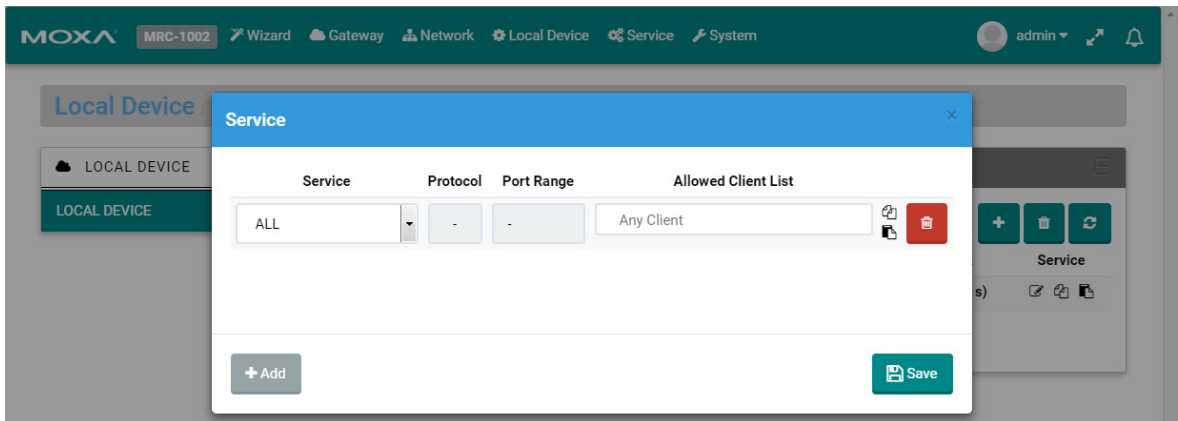 MOXA MRC-1002 Wizard Gateway Network Local Device Service System admin
Local Device /
Service ×
LOCAL DEVICE
Service Protocol Port Range Allowed Client List
LOCAL DEVICE
ALL - - Any Client
Service
s)
+ Add Save